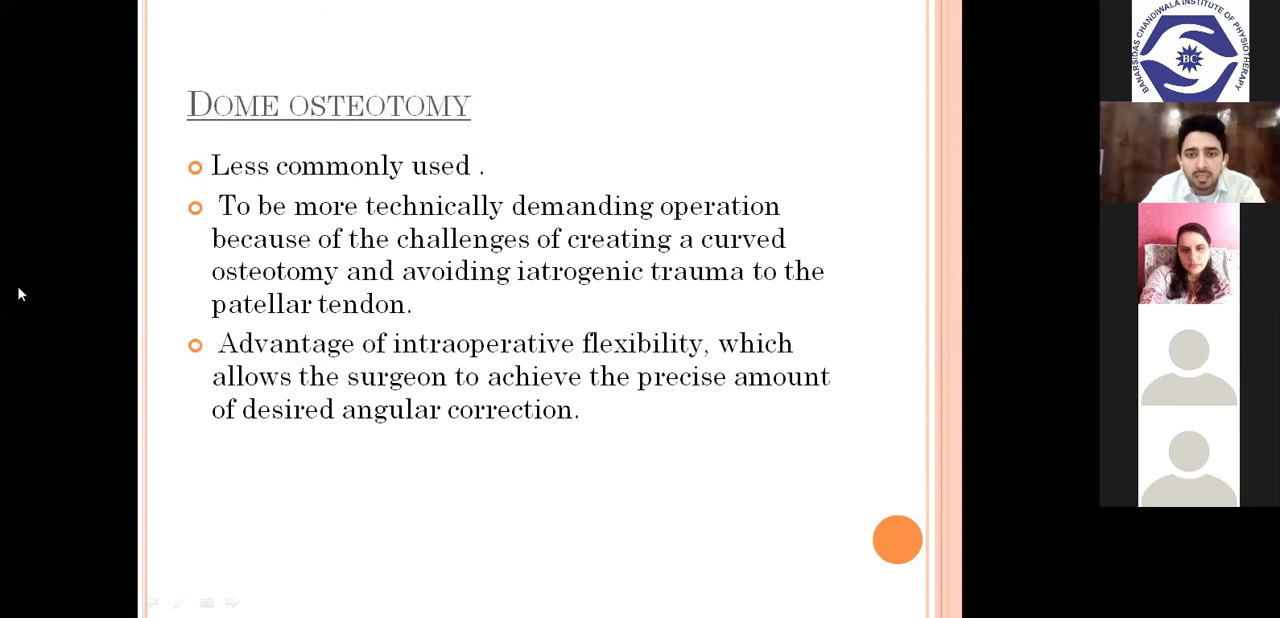 DOME OSTEOTOMY
Less commonly used .
To be more technically demanding operation
because of the challenges of creating a curved
osteotomy and avoiding iatrogenic trauma to the
patellar tendon.
Advantage of intraoperative flexibility, which
allows the surgeon to achieve the precise amount
of desired angular correction.
BANARSIDAS CHANDIWALA INSTITUTE OF PHYSIOTHERAPY
BC